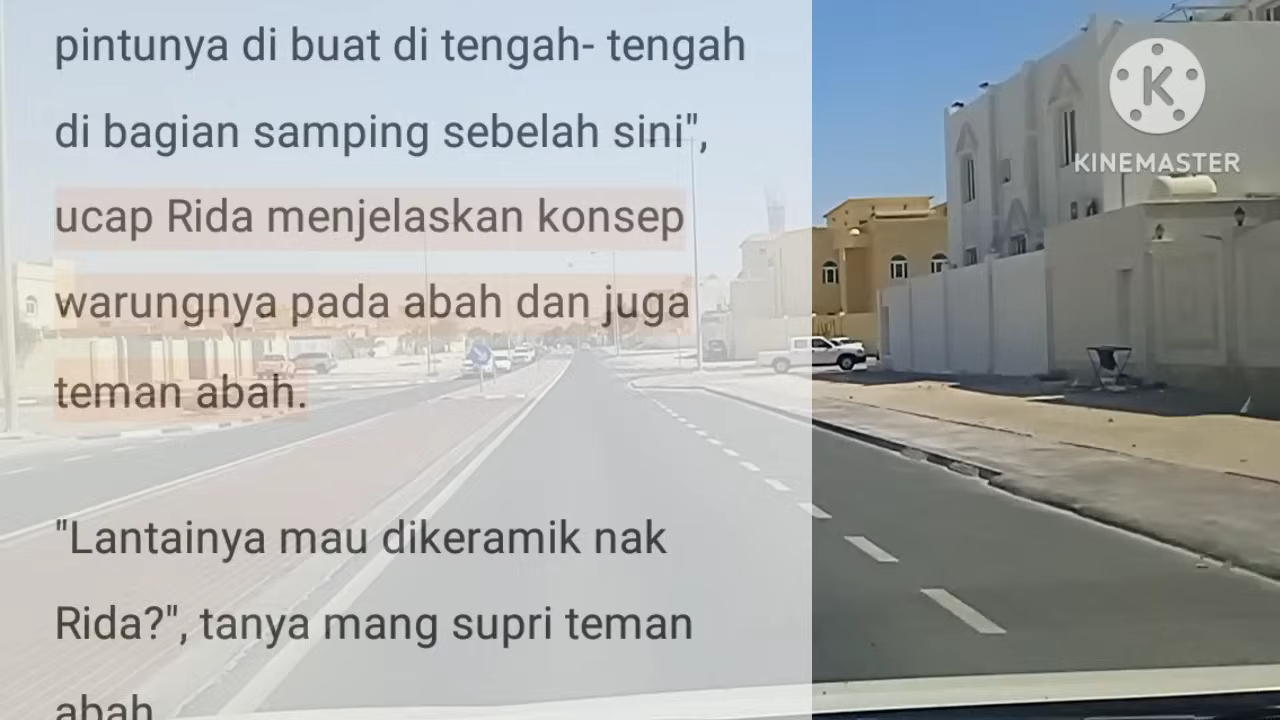 pintunya di buat di tengah- tengah
di bagian samping sebelah sini",
ucap Rida menjelaskan konsep
warungnya pada abah dan juga
teman abah.
"Lantainya mau dikeramik nak
Rida?", tanya mang supri teman
abah
K
KINEMASTER